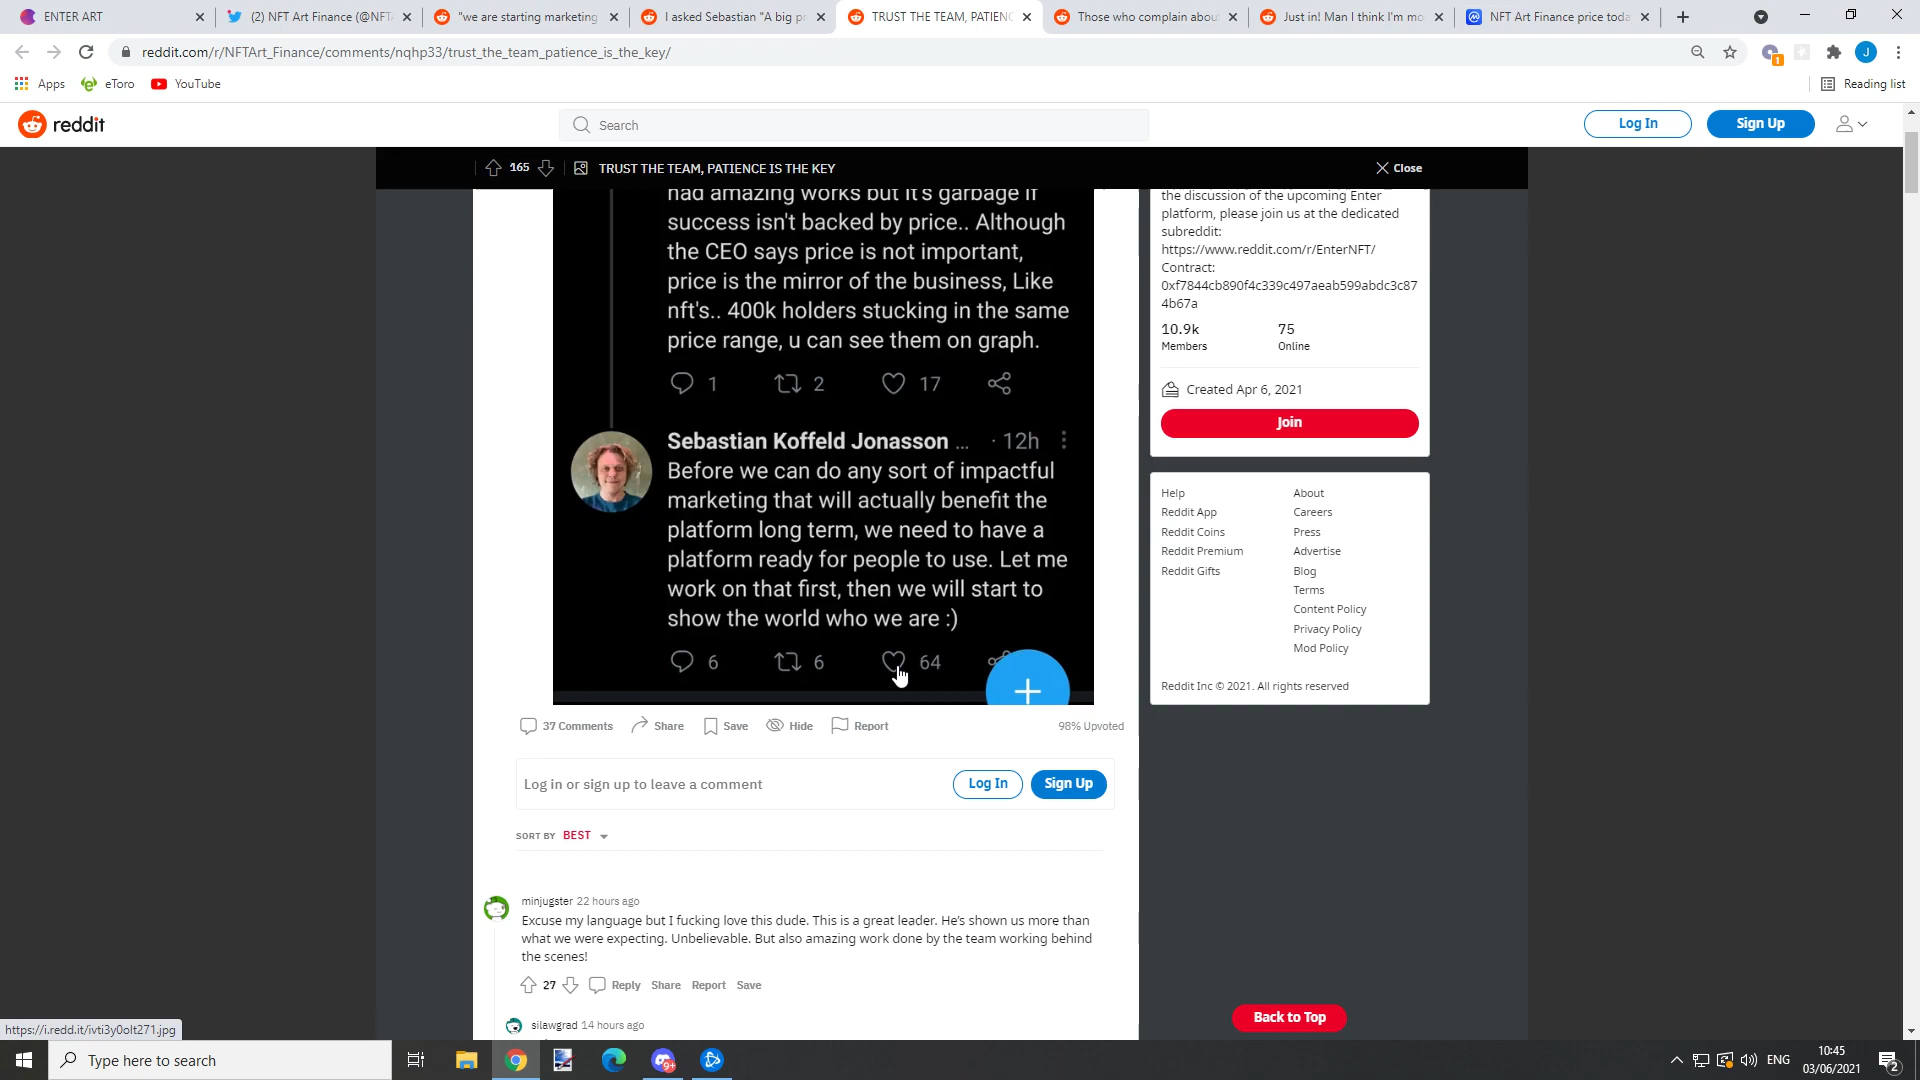 ENTER ART
(2) NFT Art Finance (@NFT
"we are starting marketing
I asked Sebastian "A big pr
TRUST THE TEAM, PATIENC
Those who complain abou
Just in! Man I think I'm mo
NFT Art Finance price toda
reddit.com/r/NFTArt_Finance/comments/nqhp33/trust_the_team_patience_is_the_key/
1
J
Apps
eToro
YouTube
Reading list
reddit
Search
Log In
Sign Up
165
TRUST THE TEAM, PATIENCE IS THE KEY
Close
had amazing works but it's garbage if
success isn't backed by price.. Although
the CEO says price is not important,
price is the mirror of the business, Like
nft's.. 400k holders stucking in the same
price range, u can see them on graph.
1 2 17
Sebastian Koffeld Jonasson ... · 12h
Before we can do any sort of impactful
marketing that will actually benefit the
platform long term, we need to have a
platform ready for people to use. Let me
work on that first, then we will start to
show the world who we are :)
6 6 64
37 Comments Share Save Hide Report 98% Upvoted
Log in or sign up to leave a comment
Log In
Sign Up
SORT BY BEST
minjugster 22 hours ago
Excuse my language but I fucking love this dude. This is a great leader. He's shown us more than
what we were expecting. Unbelievable. But also amazing work done by the team working behind
the scenes!
27 Reply Share Report Save
silawgrad 14 hours ago
the discussion of the upcoming Enter
platform, please join us at the dedicated
subreddit:
https://www.reddit.com/r/EnterNFT/
Contract:
0xf7844cb890f4c339c497aeab599abdc3c87
4b67a
10.9k 75
Members Online
Created Apr 6, 2021
Join
Help About
Reddit App Careers
Reddit Coins Press
Reddit Premium Advertise
Reddit Gifts Blog
Terms
Content Policy
Privacy Policy
Mod Policy
Reddit Inc © 2021. All rights reserved
Back to Top
https://i.redd.it/ivti3y0olt271.jpg
Type here to search
9+
ENG
10:45
03/06/2021
2